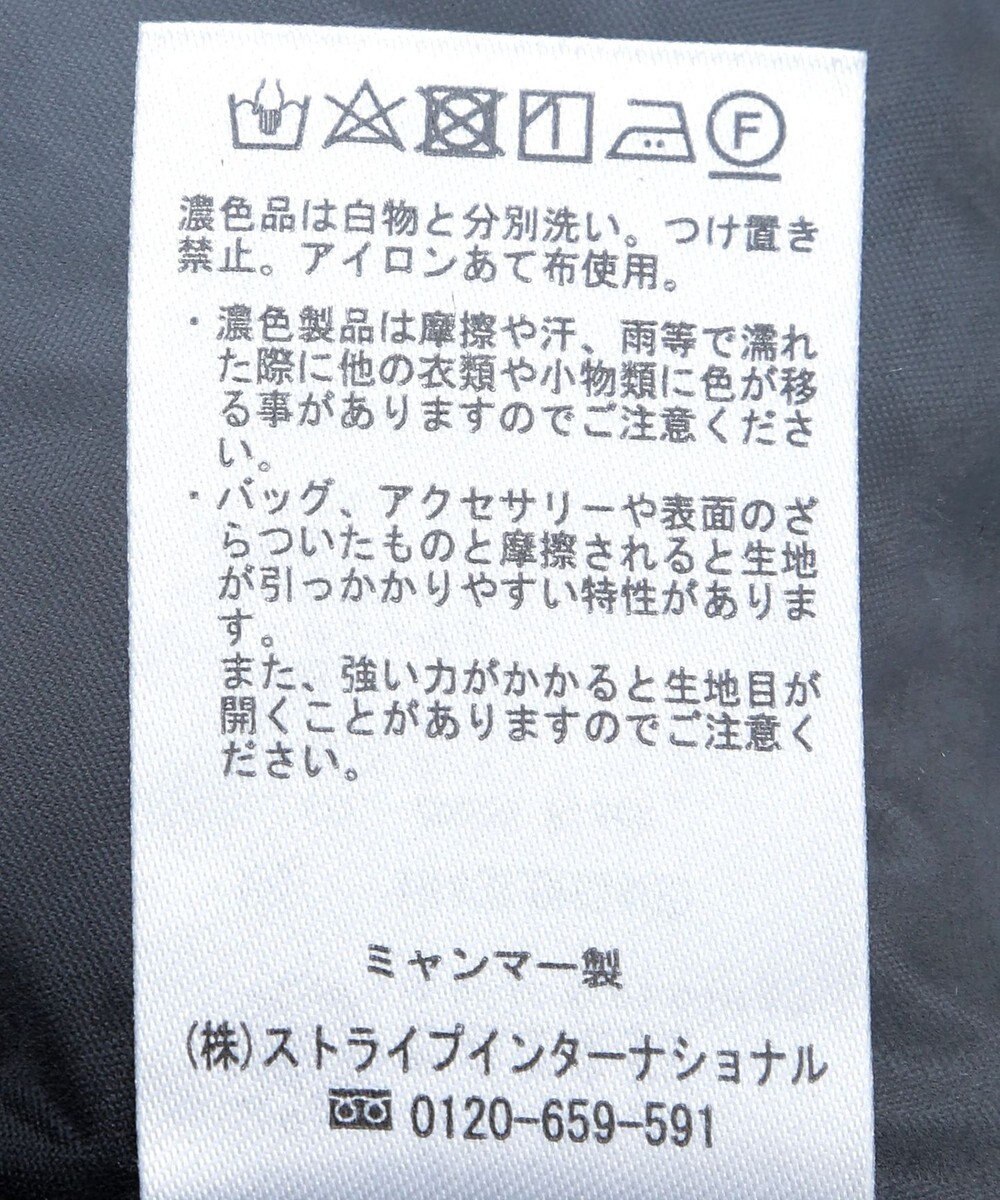 F
濃色品は白物と分別洗い。つけ置き
禁止。アイロンあて布使用。
・濃色製品は摩擦や汗、雨等で濡れ
た際に他の衣類や小物類に色が移
る事がありますのでご注意くださ
い。
・バッグ、アクセサリーや表面のざ
らついたものと摩擦されると生地
が引っかかりやすい特性がありま
す。
また、強い力がかかると生地目が
開くことがありますのでご注意く
ださい。
ミャンマー製
(株)ストライプインターナショナル
0120-659-591